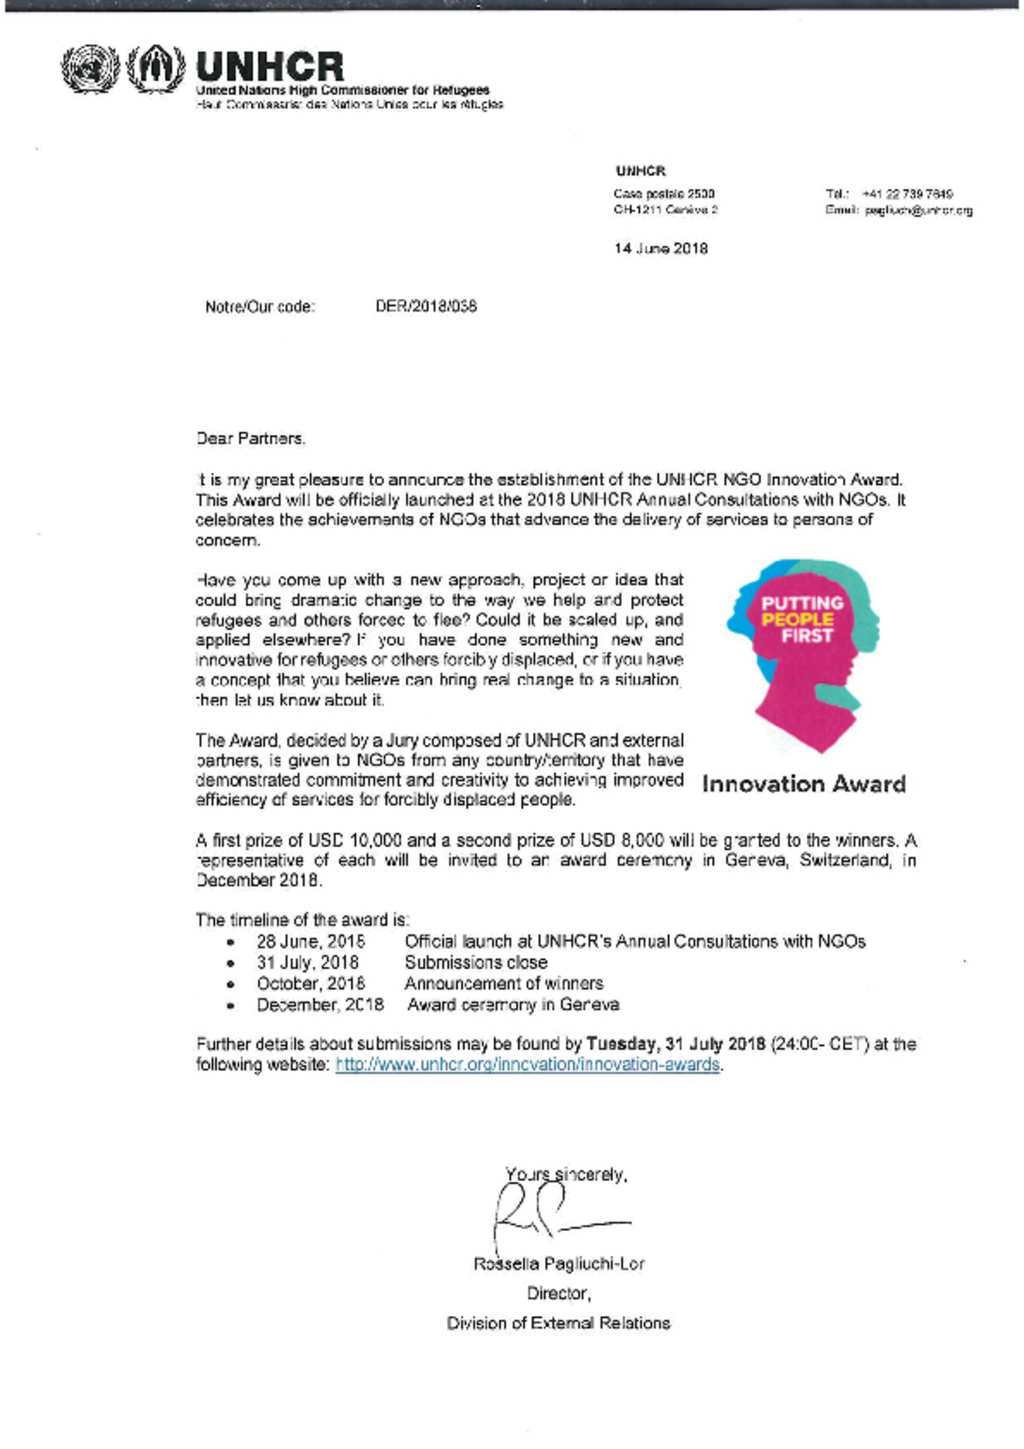 UNHCR
United Nations High Commissioner for Refugees
Haut Commissariat des Nations Unies pour les réfugiés
UNHCR
Case postale 2500
CH-1211 Genève 2
Tel.: +41 22 739 7649
Email: pagliuch@unhcr.org
14 June 2018
Notre/Our code: DER/2018/038
Dear Partners,
It is my great pleasure to announce the establishment of the UNHCR NGO Innovation Award.
This Award will be officially launched at the 2018 UNHCR Annual Consultations with NGOs. It
celebrates the achievements of NGOs that advance the delivery of services to persons of
concern.
Have you come up with a new approach, project or idea that
could bring dramatic change to the way we help and protect
refugees and others forced to flee? Could it be scaled up, and
applied elsewhere? If you have done something new and
innovative for refugees or others forcibly displaced, or if you have
a concept that you believe can bring real change to a situation,
then let us know about it.
PUTTING
PEOPLE
FIRST
Innovation Award
The Award, decided by a Jury composed of UNHCR and external
partners, is given to NGOs from any country/territory that have
demonstrated commitment and creativity to achieving improved
efficiency of services for forcibly displaced people.
A first prize of USD 10,000 and a second prize of USD 8,000 will be granted to the winners. A
representative of each will be invited to an award ceremony in Geneva, Switzerland, in
December 2018.
The timeline of the award is:
• 28 June, 2018 Official launch at UNHCR's Annual Consultations with NGOs
• 31 July, 2018 Submissions close
• October, 2018 Announcement of winners
• December, 2018 Award ceremony in Geneva
Further details about submissions may be found by Tuesday, 31 July 2018 (24:00- CET) at the
following website: http://www.unhcr.org/innovation/innovation-awards.
Yours sincerely,
Rossella Pagliuchi-Lor
Director,
Division of External Relations